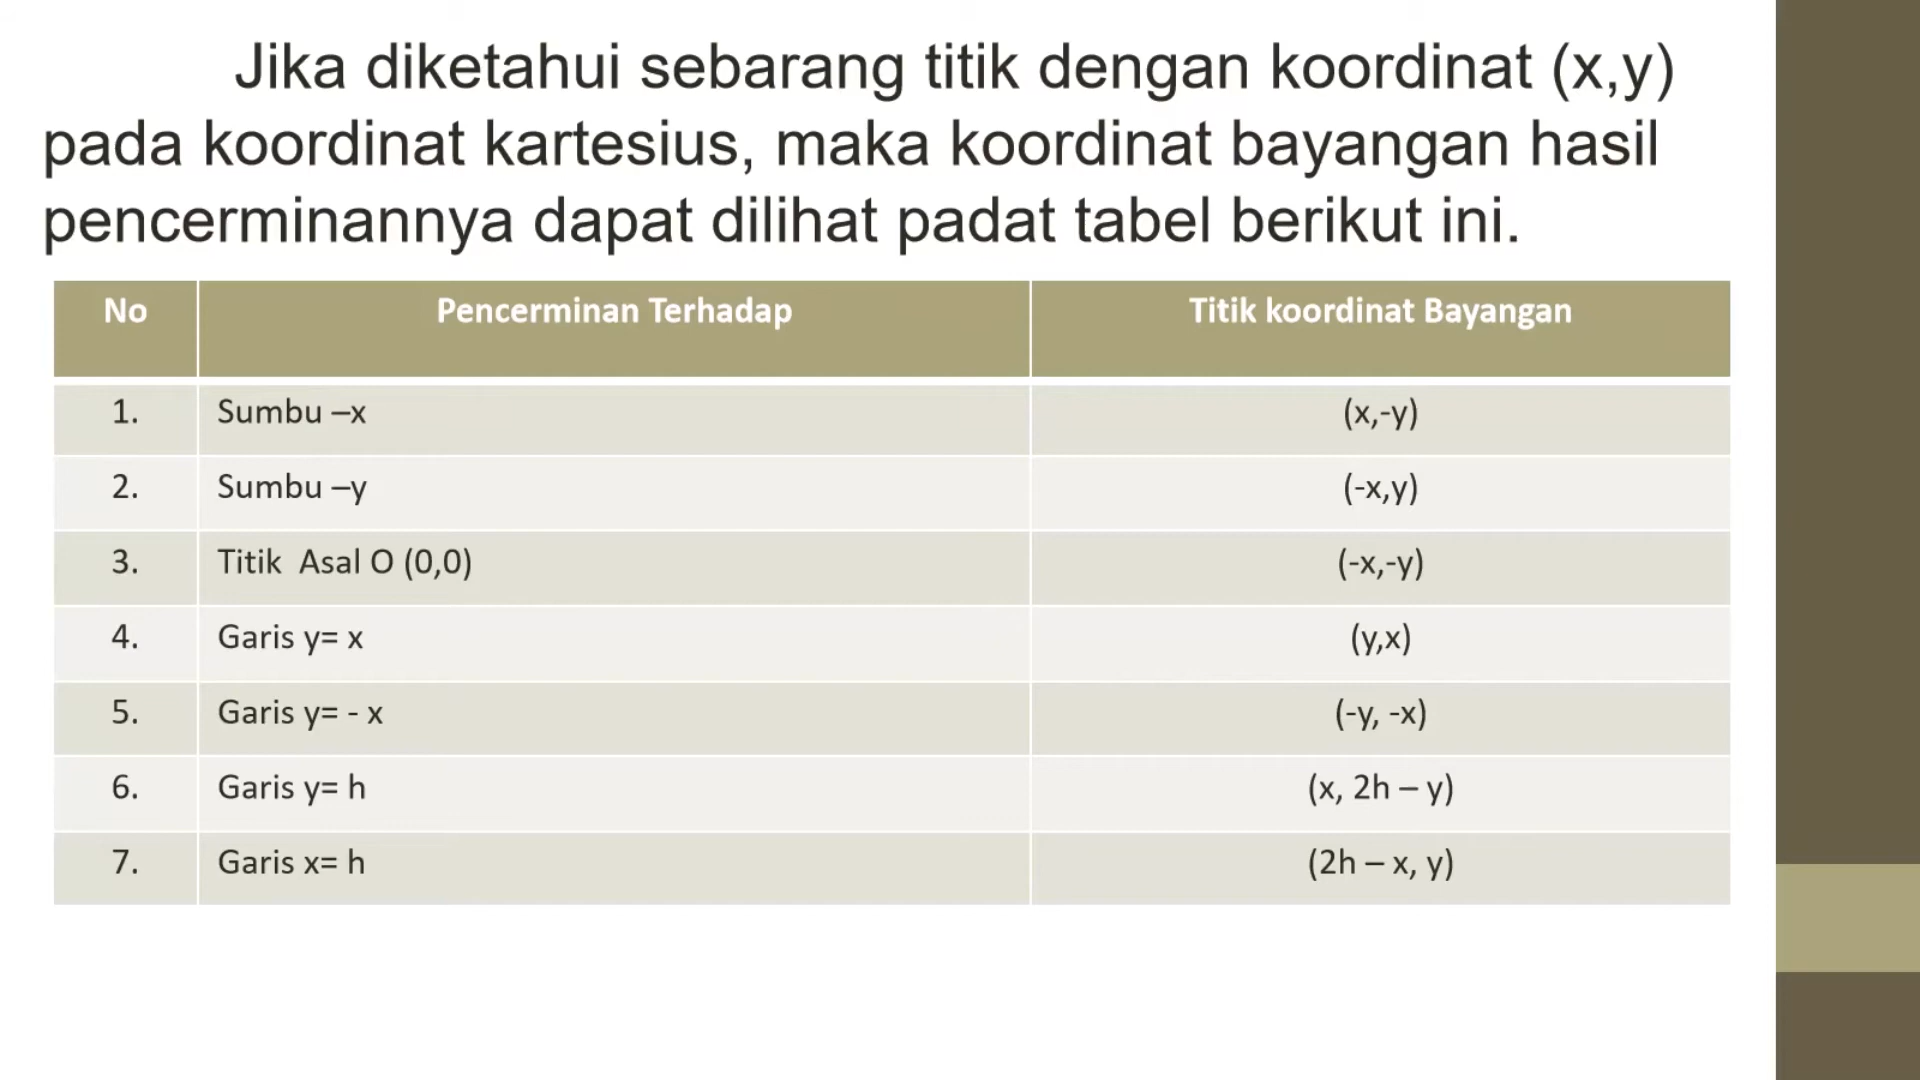 Jika diketahui sebarang titik dengan koordinat (x,y)
pada koordinat kartesius, maka koordinat bayangan hasil
pencerminannya dapat dilihat padat tabel berikut ini.
No Pencerminan Terhadap Titik koordinat Bayangan
1. Sumbu –x (x,-y)
2. Sumbu –y (-x,y)
3. Titik  Asal O (0,0) (-x,-y)
4. Garis y= x (y,x)
5. Garis y= - x (-y, -x)
6. Garis y= h (x, 2h – y)
7. Garis x= h (2h – x, y)